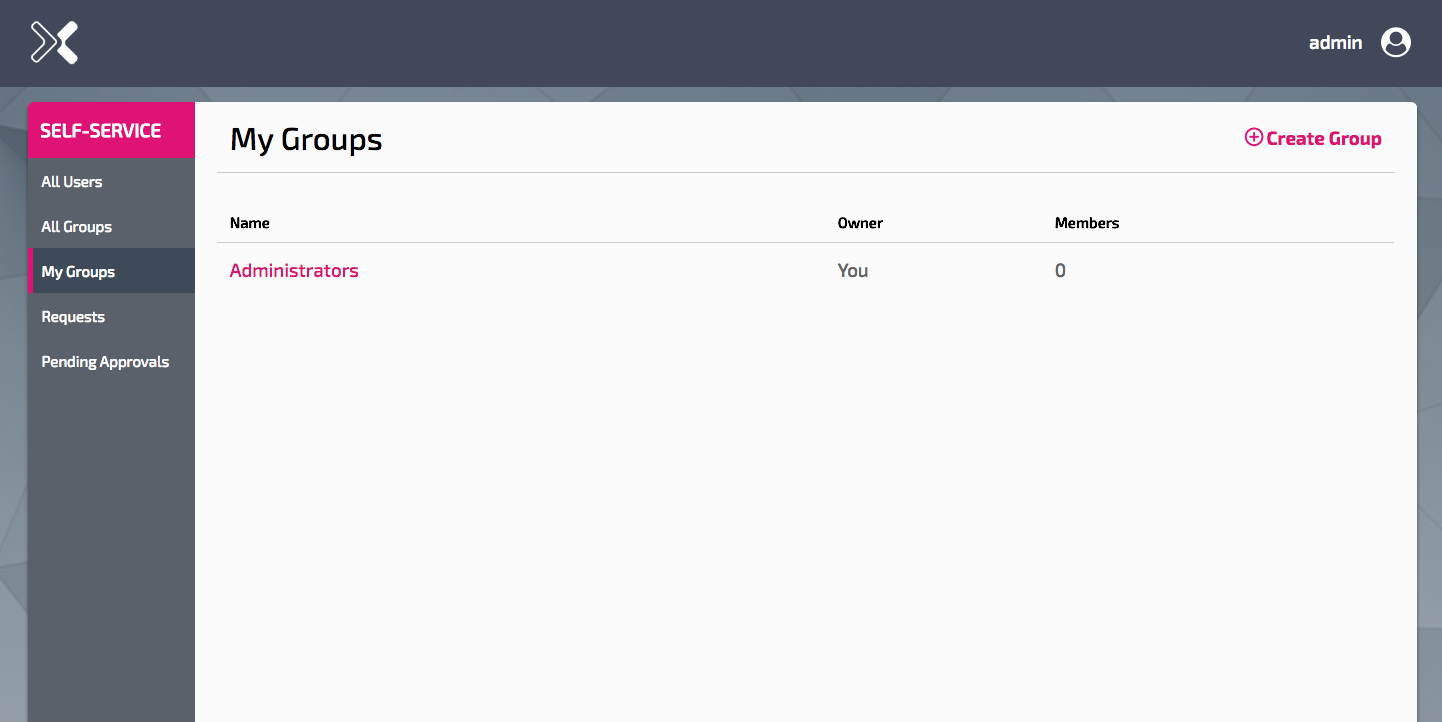 admin
SELF-SERVICE
All Users
All Groups
My Groups
Requests
Pending Approvals
My Groups
Create Group
Name Owner Members
Administrators You 0